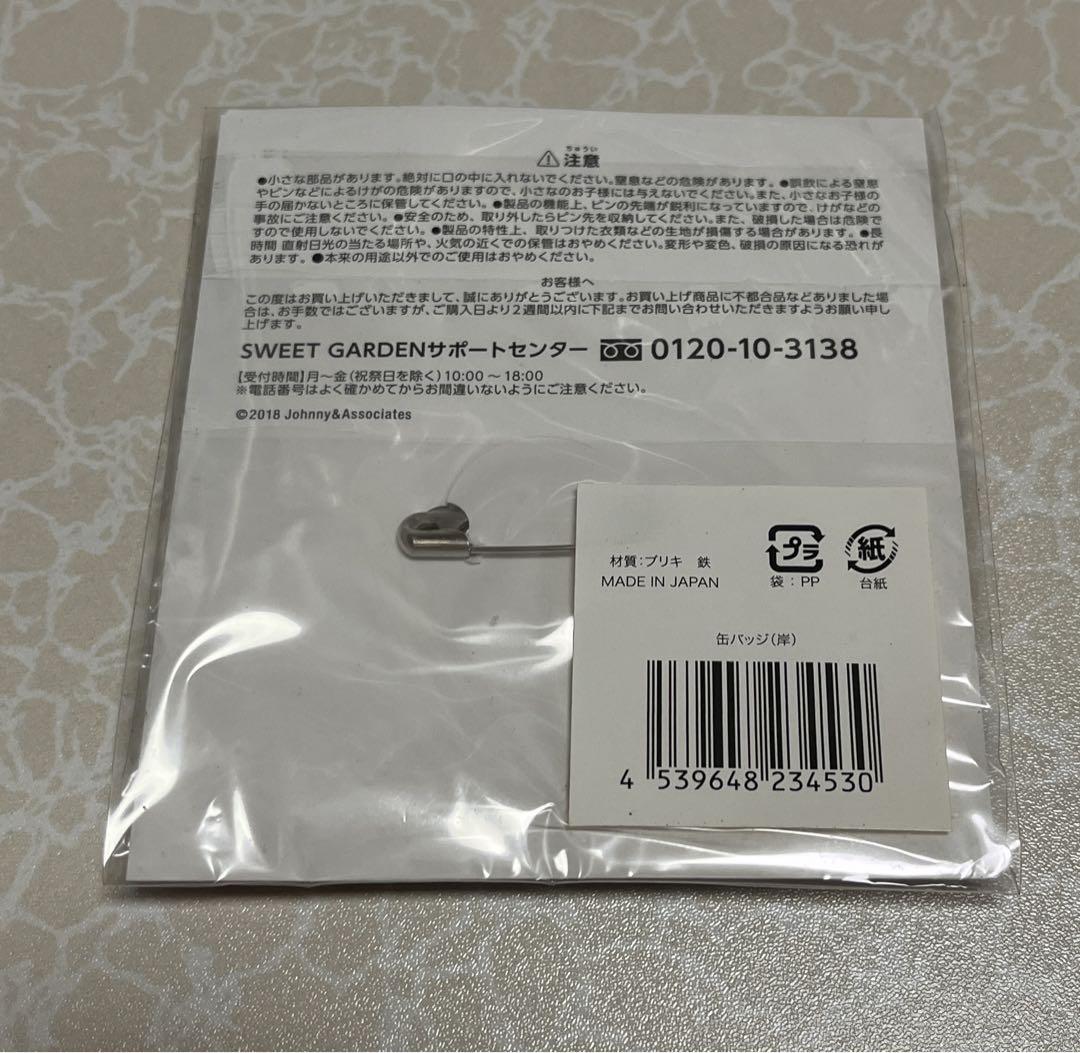 ちゅうい
⚠注意
●小さな部品があります。絶対に口の中に入れないでください。窒息などの危険があります。●誤飲による窒息
やピンなどによるけがの危険がありますので、小さなのお子様には与えないでください。また、小さなお子様の
手の届かないところに保管してください。●製品の機能上、ピンの先端が鋭利になっていますので、けがなどの
事故にご注意ください。●安全のため、取り外したらピン先を収納してください。また、破損した場合は危険で
すので使用しないでください。●製品の特性上、取りつけた衣類などの生地が損傷する場合があります。●長
時間 直射日光の当たる場所や、火気の近くでの保管はおやめください。変形や変色、破損の原因になる恐れが
あります。●本来の用途以外でのご使用はおやめください。
お客様へ
この度はお買い上げいただきまして、誠にありがとうございます。お買い上げ商品に不都合品などありました場
合は、お手数ではございますが、ご購入日より2週間以内に下記までお問い合わせいただきますようお願い申し
上げます。
SWEET GARDENサポートセンター 0120-10-3138
【受付時間】月〜金(祝祭日を除く)10:00〜18:00
※電話番号はよく確かめてからお間違いないようにご注意ください。
©2018 Johnny&Associates
材質:ブリキ 鉄
MADE IN JAPAN
プラ
袋:PP
紙
台紙
缶バッジ(岸)
4 539648 234530